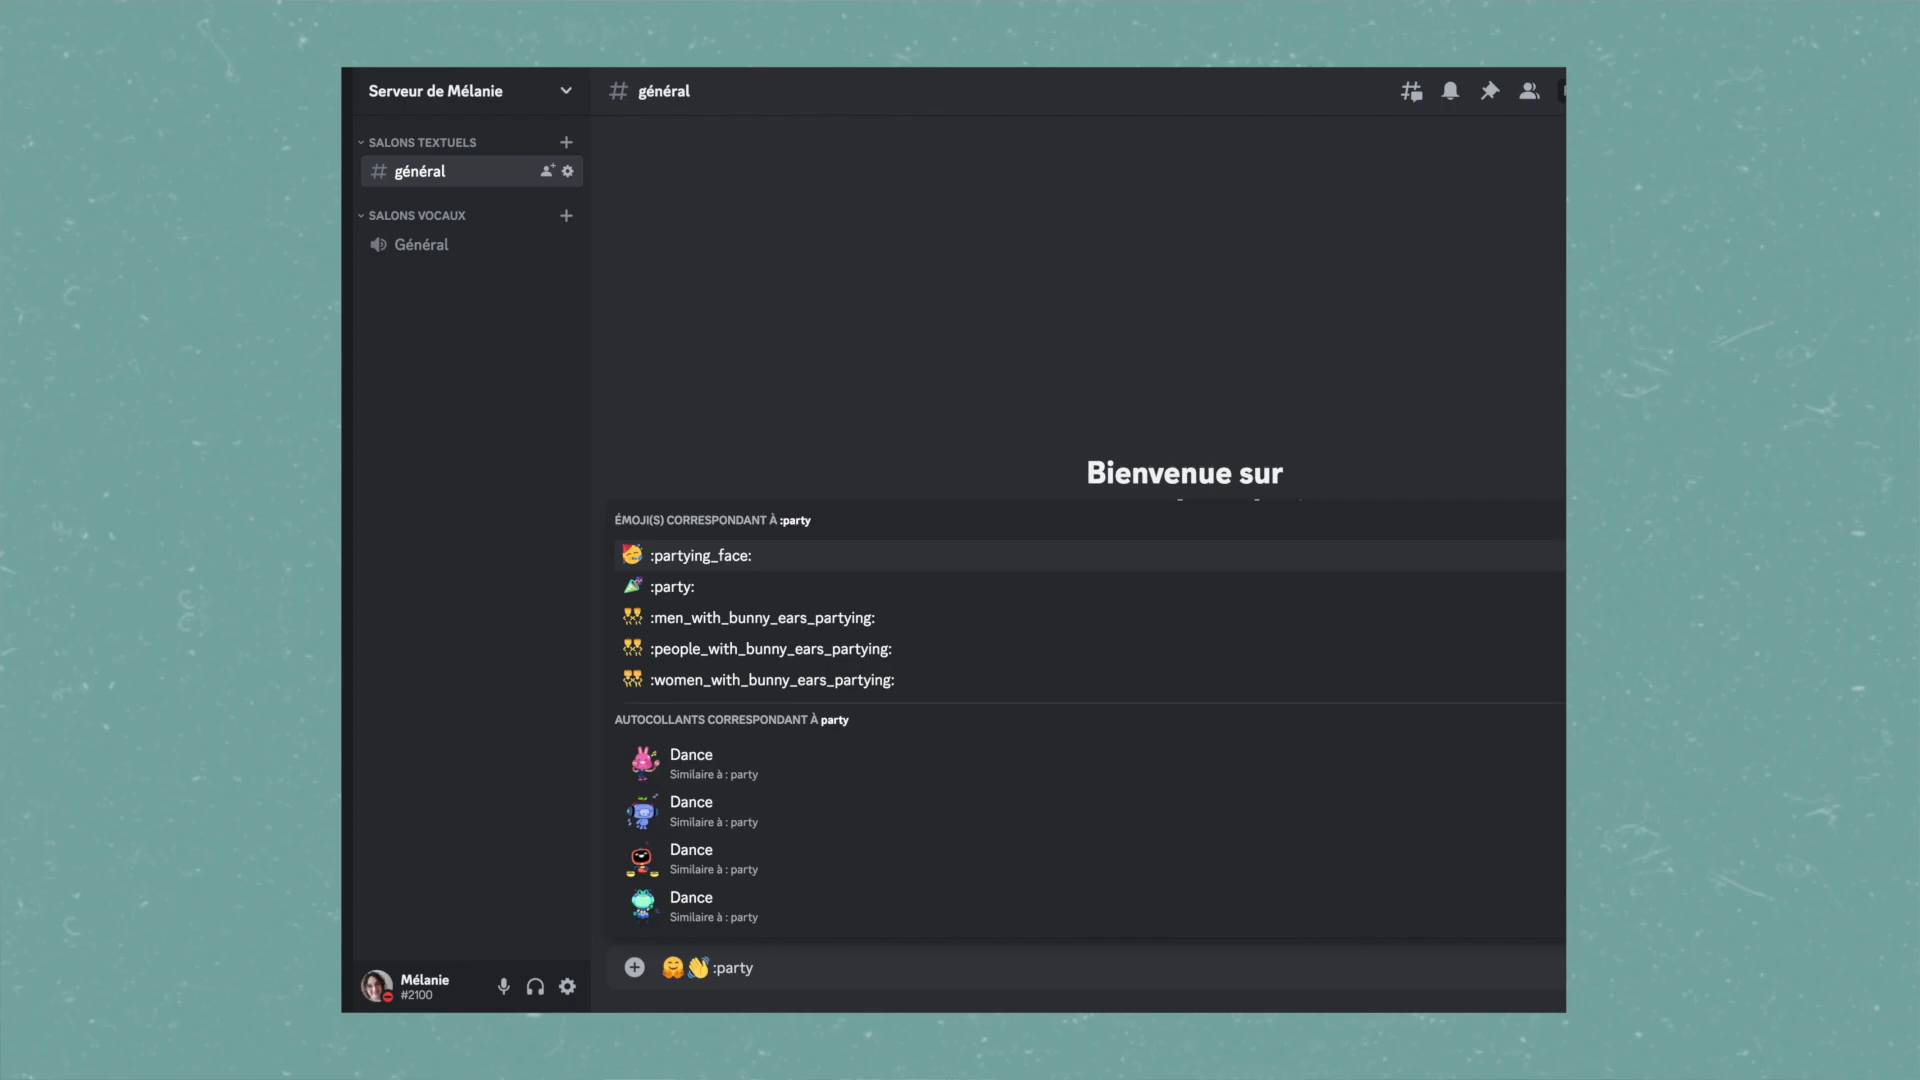 Serveur de Mélanie
général
SALONS TEXTUELS
général
SALONS VOCAUX
Général
Bienvenue sur
ÉMOJI(S) CORRESPONDANT À :party
:partying_face:
:party:
:men_with_bunny_ears_partying:
:people_with_bunny_ears_partying:
:women_with_bunny_ears_partying:
AUTOCOLLANTS CORRESPONDANT À party
Dance
Similaire à : party
Dance
Similaire à : party
Dance
Similaire à : party
Dance
Similaire à : party
🤗👋 :party
Mélanie
#2100